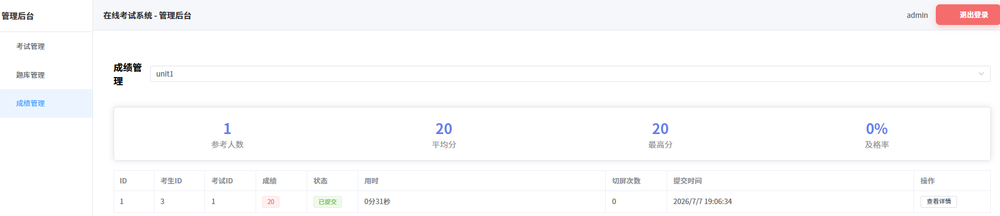 管理后台
在线考试系统 - 管理后台
admin
退出登录
考试管理
题库管理
成绩管理
成绩管
理
unit1
1
参考人数
20
平均分
20
最高分
0%
及格率
ID 考生ID 考试ID 成绩 状态 用时 切屏次数 提交时间 操作
1 3 1 20 已提交 0分31秒 0 2026/7/7 19:06:34 查看详情